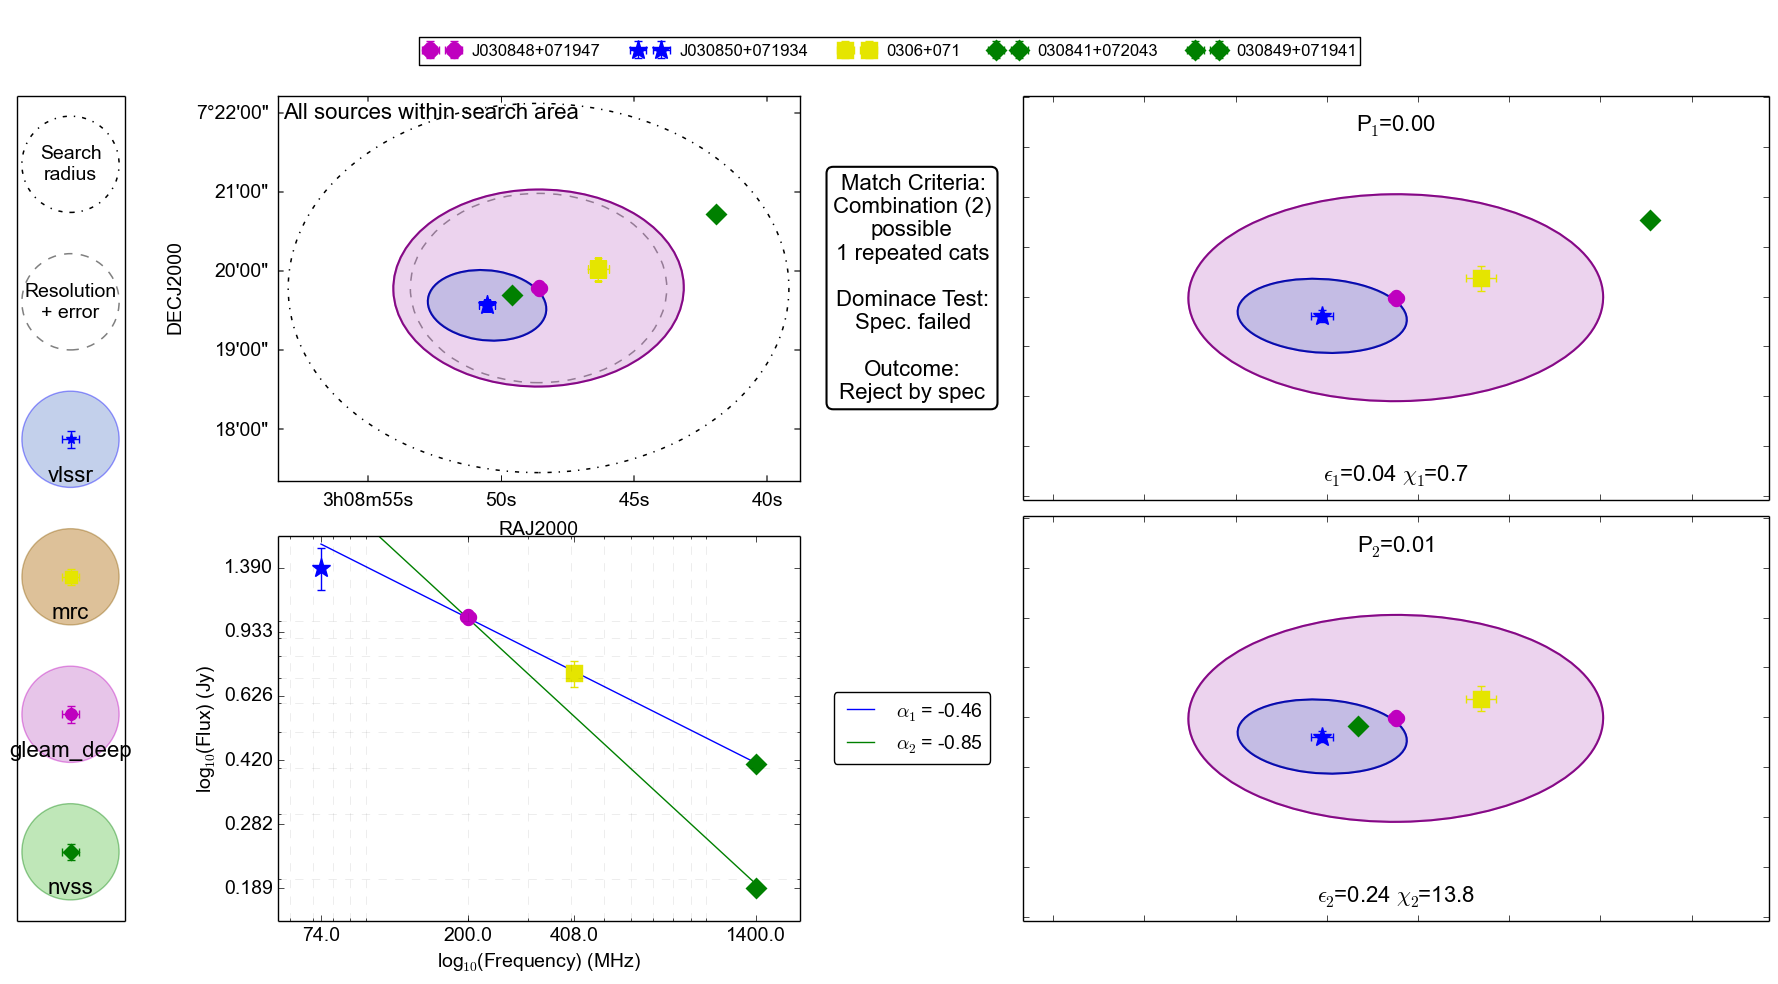 J030848+071947
J030850+071934
0306+071
030841+072043
030849+071941
Search
radius
Resolution
+ error
vlssr
mrc
gleam_deep
nvss
All sources within search area
7°22'00"
21'00"
20'00"
19'00"
18'00"
DECJ2000
3h08m55s
50s
45s
40s
RAJ2000
Match Criteria:
Combination (2)
possible
1 repeated cats
Dominace Test:
Spec. failed
Outcome:
Reject by spec
P₁=0.00
ϵ₁=0.04 χ₁=0.7
1.390
0.933
0.626
0.420
0.282
0.189
log₁₀(Flux) (Jy)
74.0
200.0
408.0
1400.0
log₁₀(Frequency) (MHz)
α₁ = -0.46
α₂ = -0.85
P₂=0.01
ϵ₂=0.24 χ₂=13.8